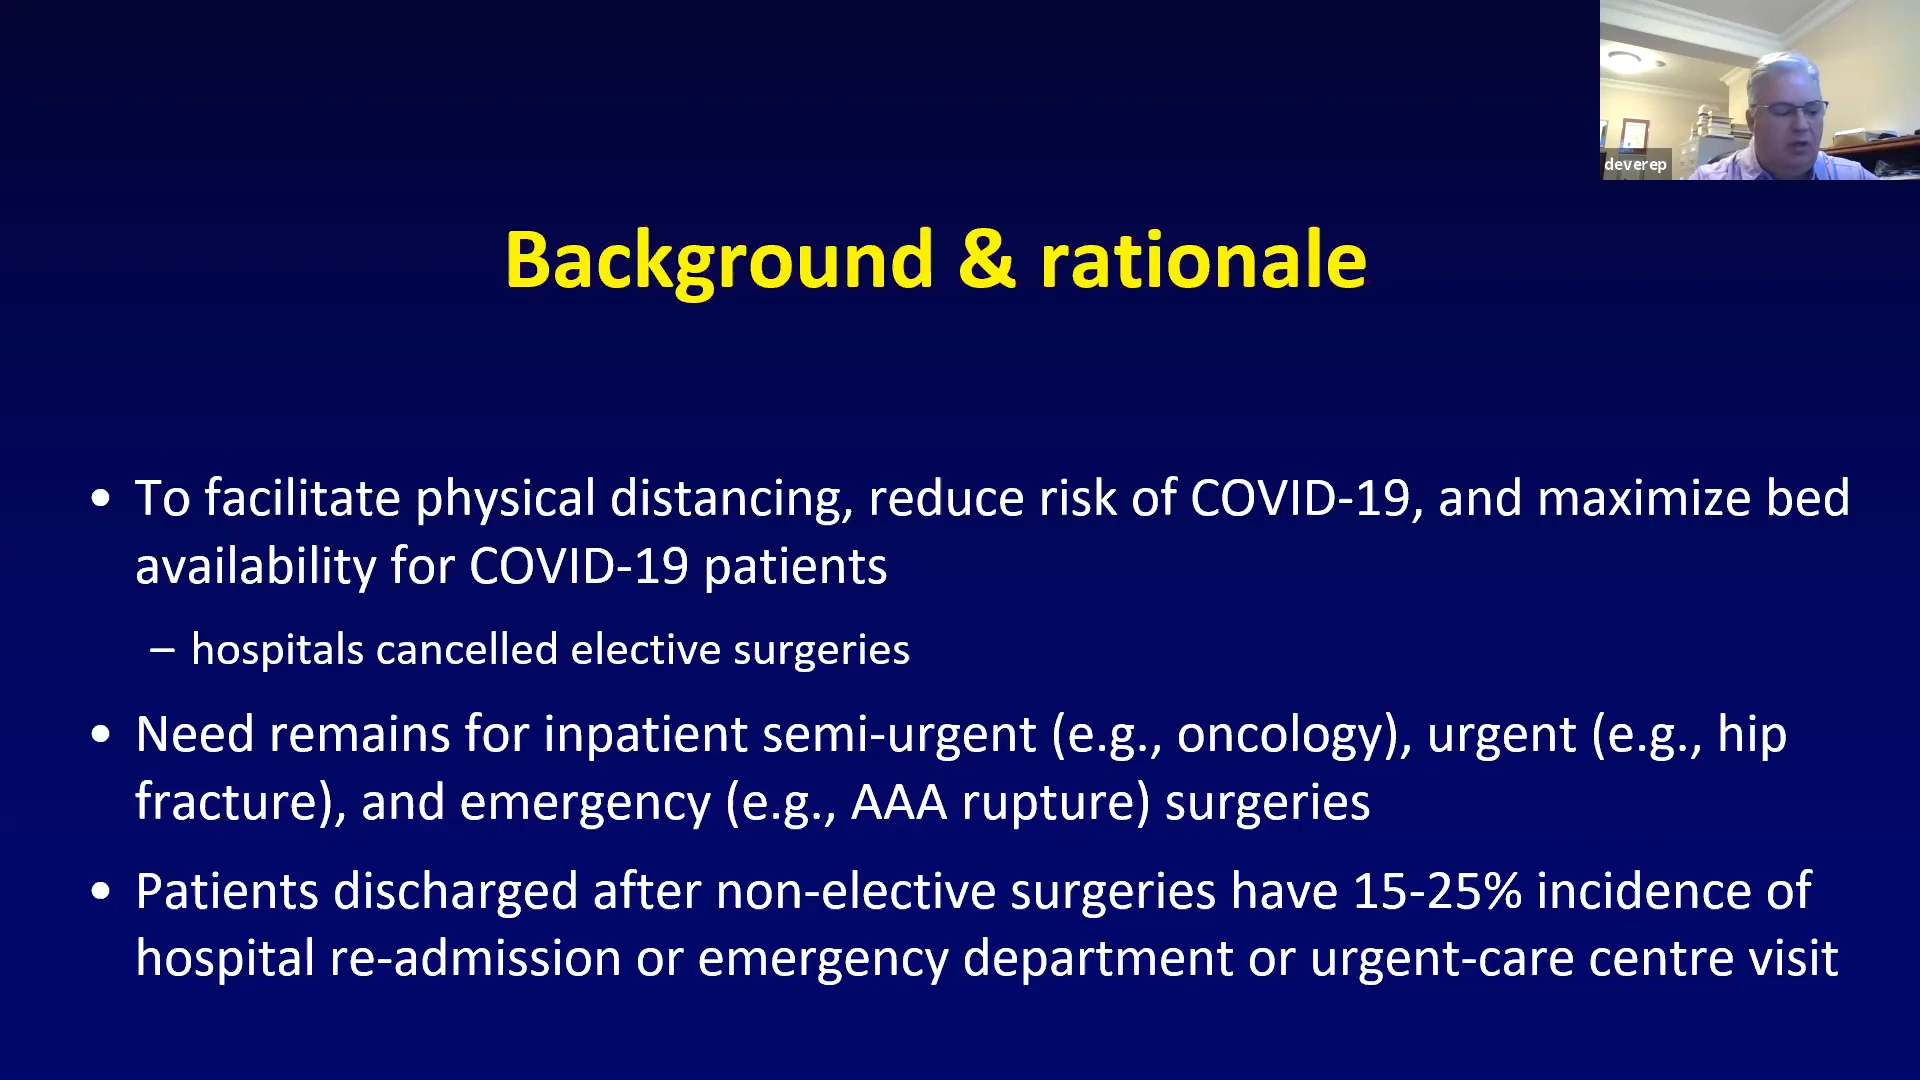 deverep
Background & rationale
• To facilitate physical distancing, reduce risk of COVID-19, and maximize bed
availability for COVID-19 patients
– hospitals cancelled elective surgeries
• Need remains for inpatient semi-urgent (e.g., oncology), urgent (e.g., hip
fracture), and emergency (e.g., AAA rupture) surgeries
• Patients discharged after non-elective surgeries have 15-25% incidence of
hospital re-admission or emergency department or urgent-care centre visit